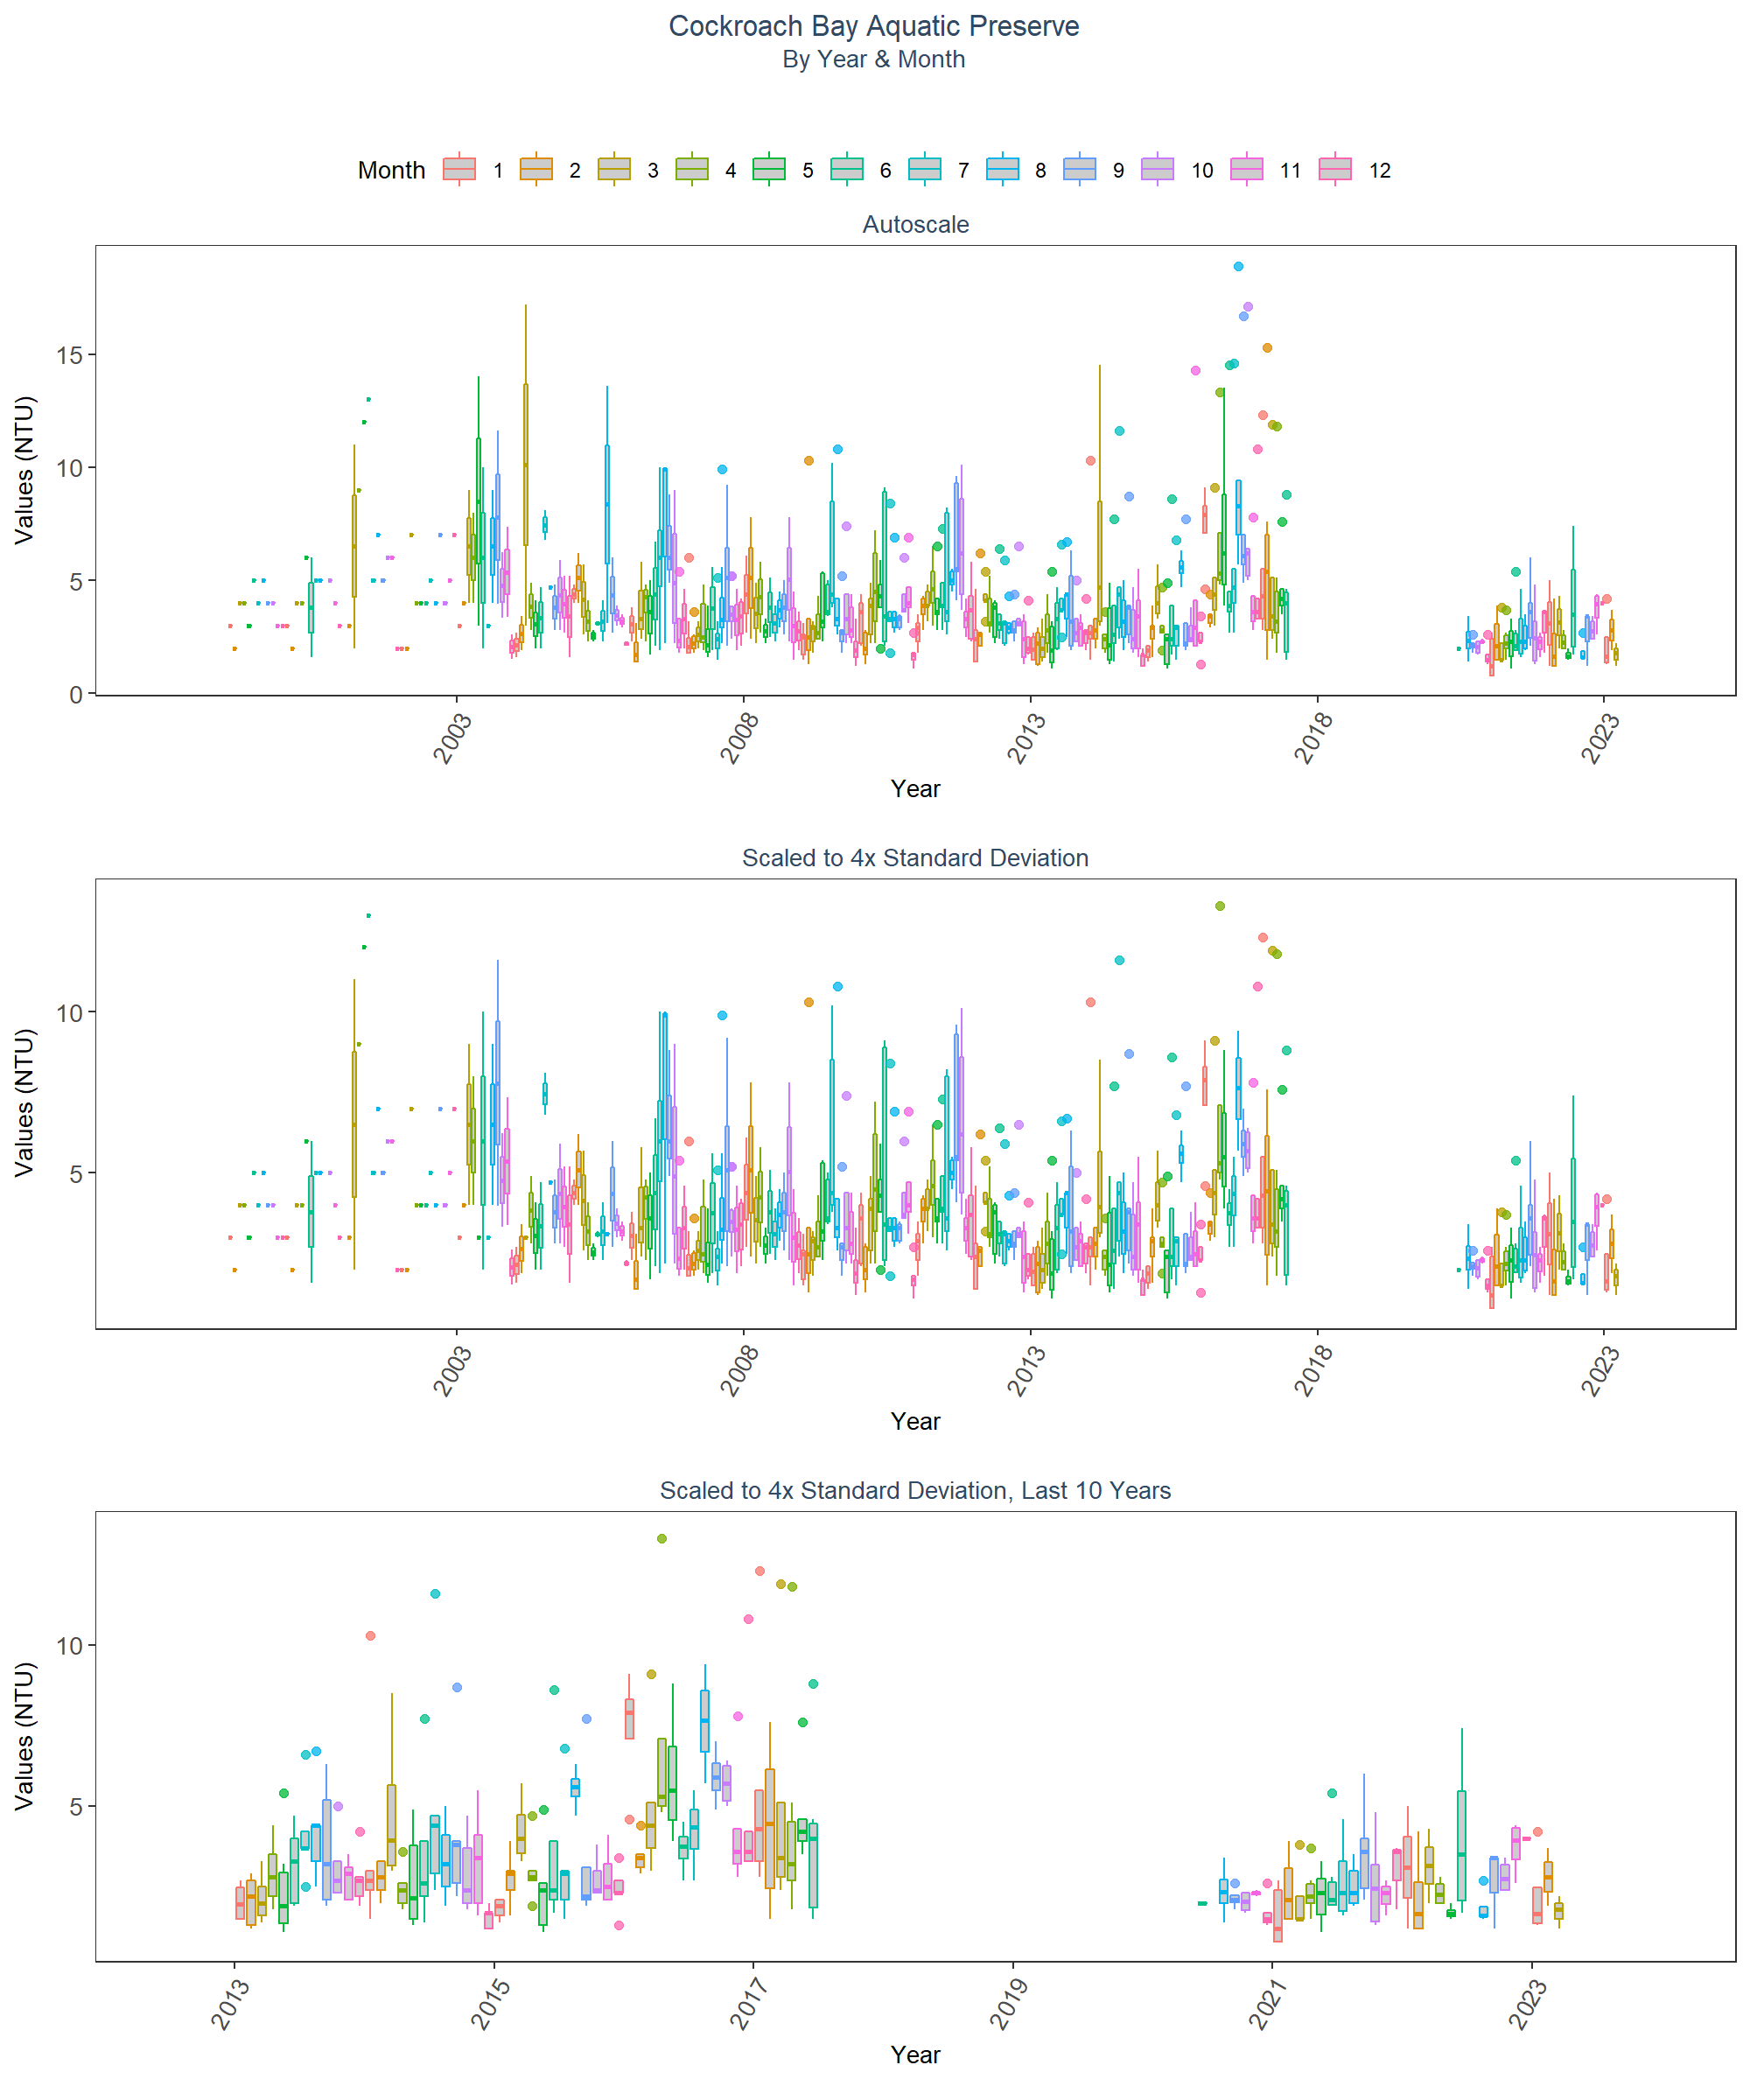 Cockroach Bay Aquatic Preserve
By Year & Month
Month 1 2 3 4 5 6 7 8 9 10 11 12
Autoscale
Values (NTU)
15
10
5
0
2003 2008 2013 2018 2023
Year
Scaled to 4x Standard Deviation
Values (NTU)
10
5
2003 2008 2013 2018 2023
Year
Scaled to 4x Standard Deviation, Last 10 Years
Values (NTU)
10
5
2013 2015 2017 2019 2021 2023
Year